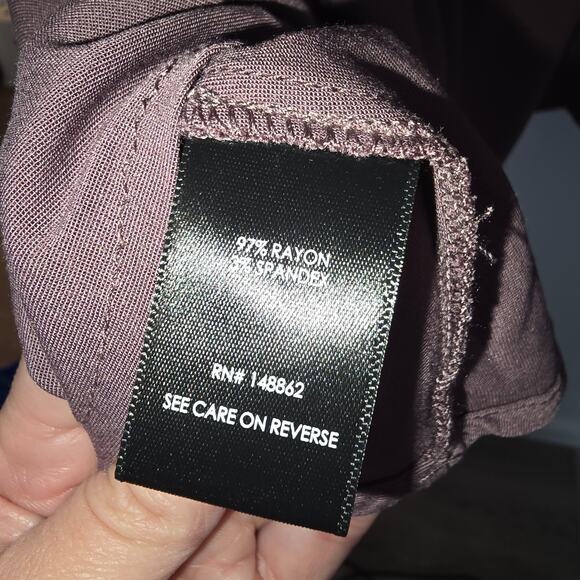 97% RAYON
3% SPANDEX
RN# 148862
SEE CARE ON REVERSE